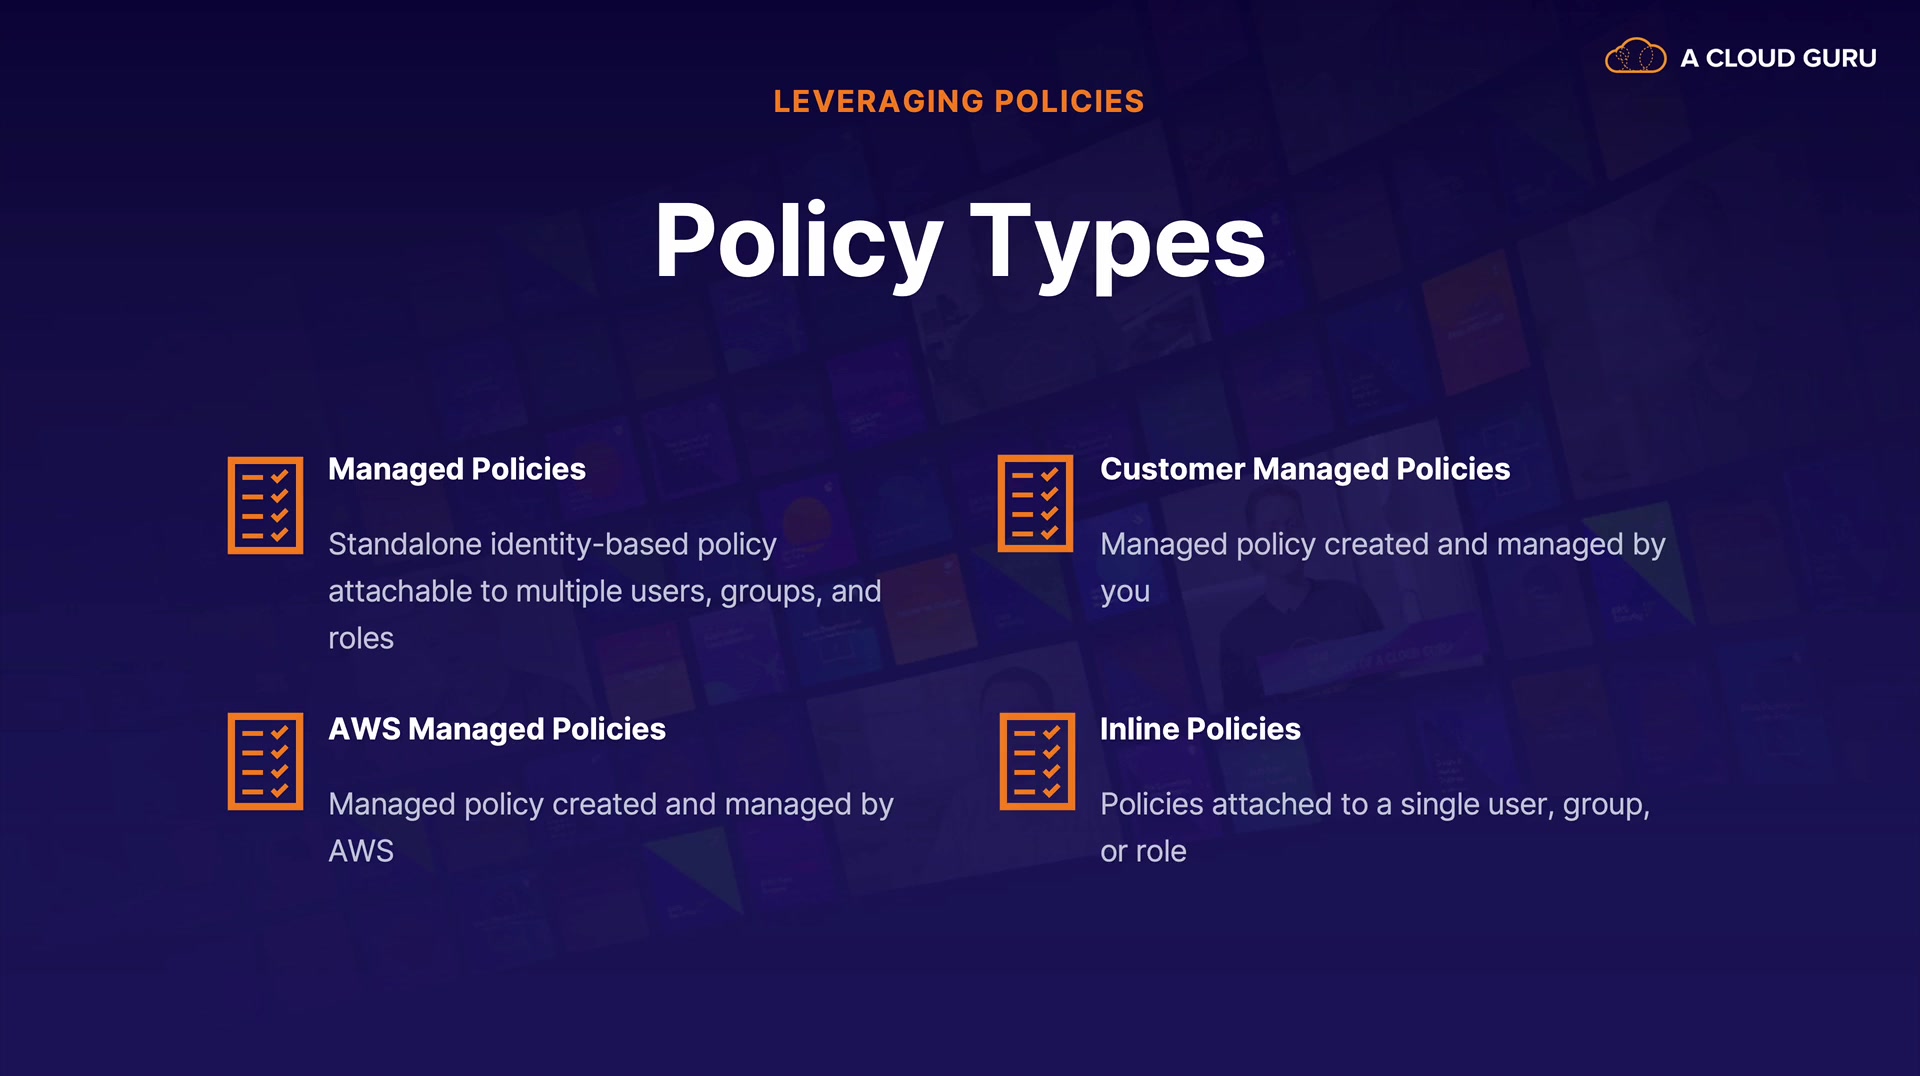 A CLOUD GURU
LEVERAGING POLICIES
Policy Types
Managed Policies
Standalone identity-based policy
attachable to multiple users, groups, and
roles
Customer Managed Policies
Managed policy created and managed by
you
AWS Managed Policies
Managed policy created and managed by
AWS
Inline Policies
Policies attached to a single user, group,
or role